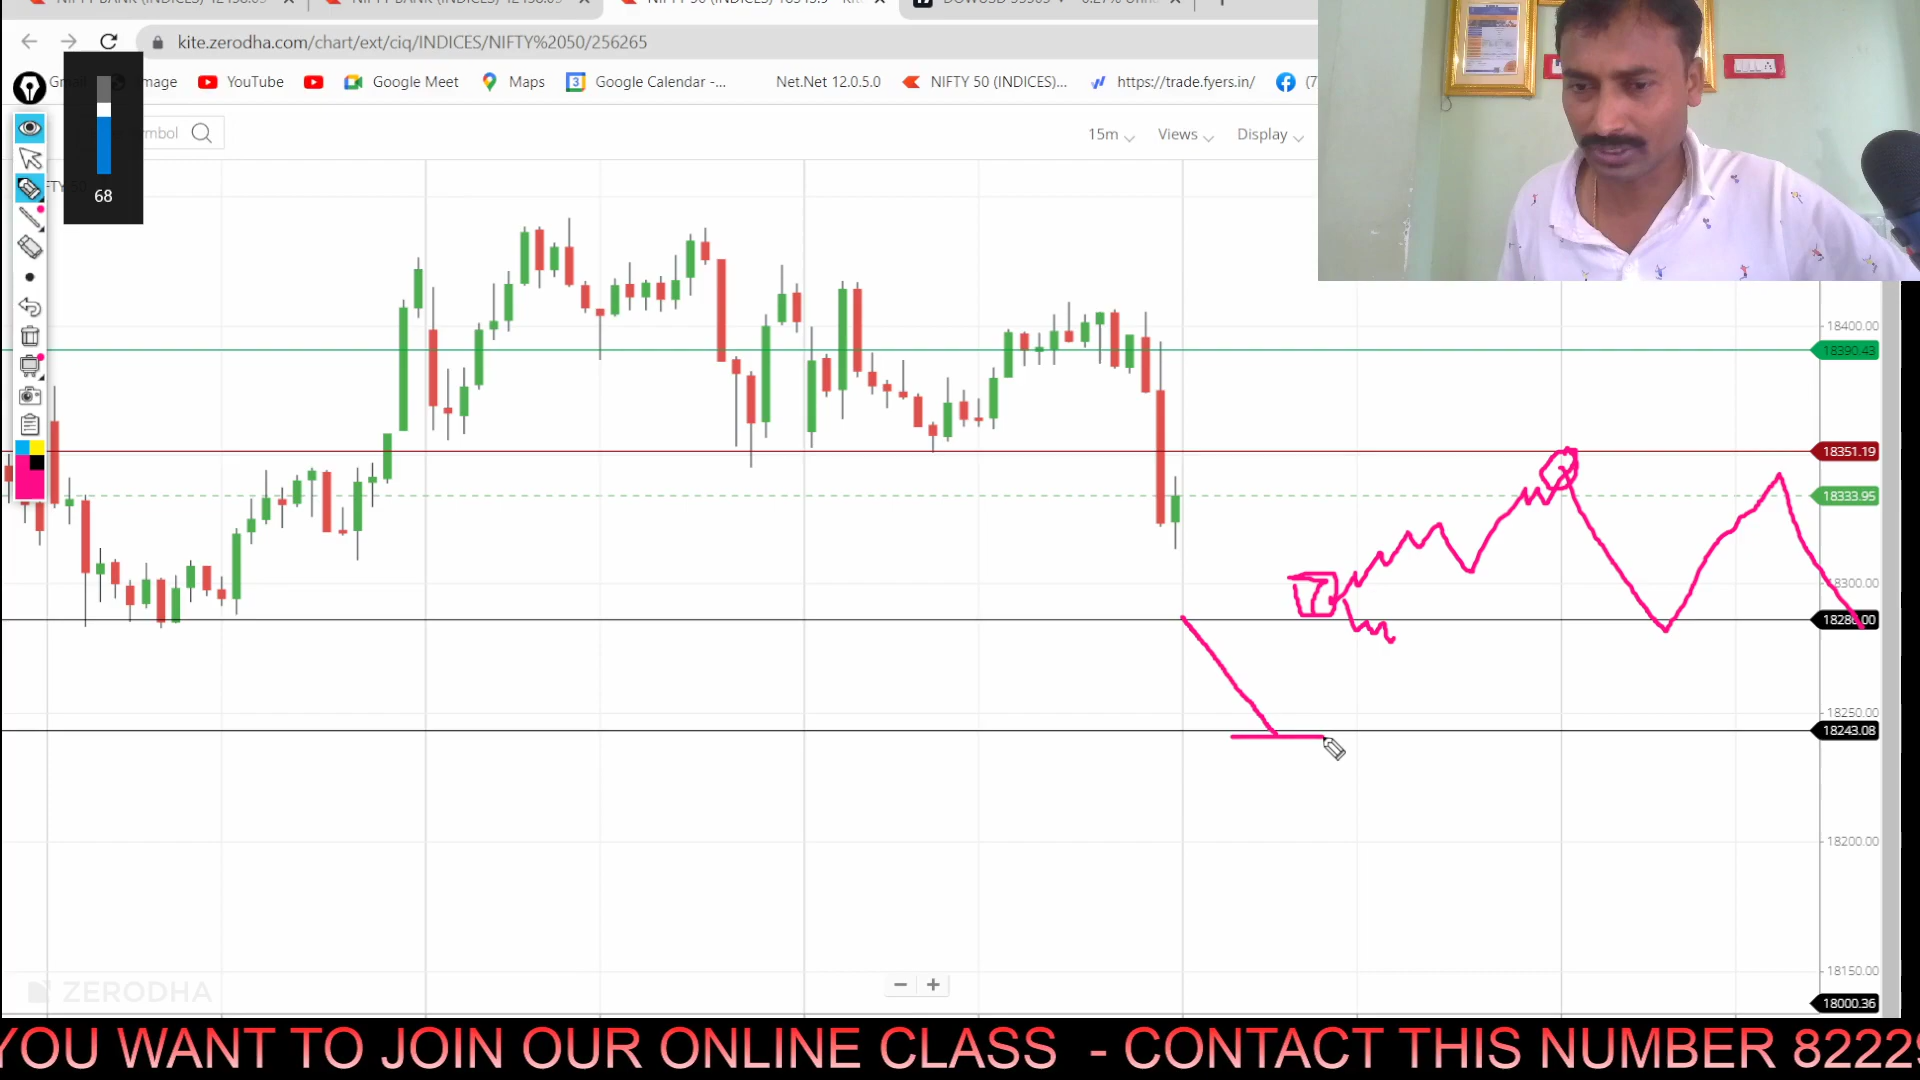 kite.zerodha.com/chart/ext/ciq/INDICES/NIFTY%2050/256265
YouTube
Google Meet
Maps
Google Calendar -...
Net.Net 12.0.5.0
NIFTY 50 (INDICES)...
https://trade.fyers.in/
(7
15m
Views
Display
68
18400.00
18390.43
18351.19
18333.95
18300.00
18250.00
18243.08
18200.00
18150.00
18000.36
ZERODHA
YOU WANT TO JOIN OUR ONLINE CLASS - CONTACT THIS NUMBER 8222